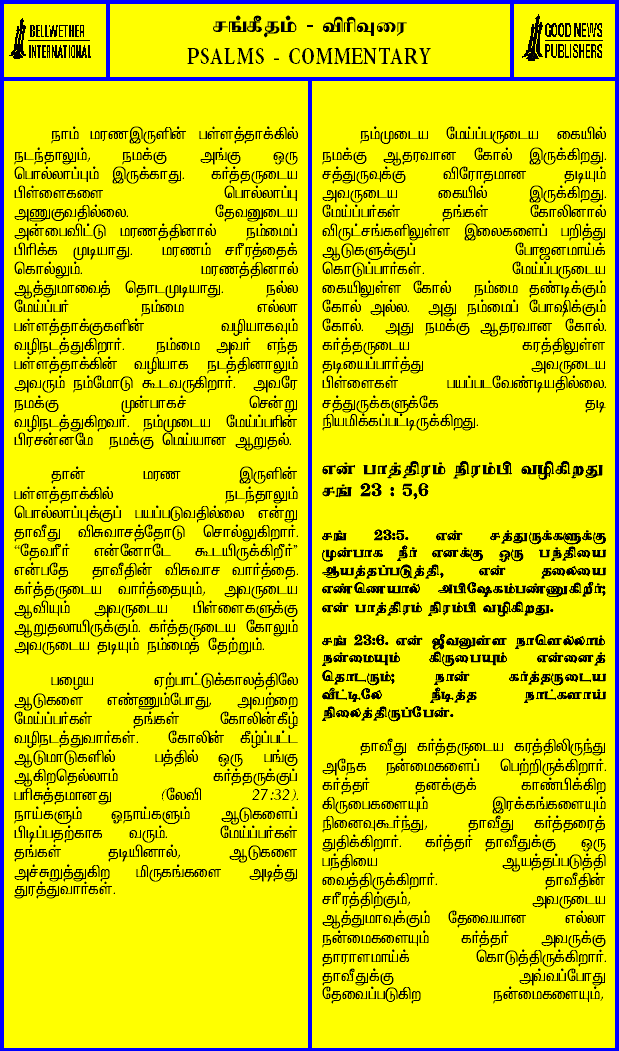 BELLWETHER
INTERNATIONAL
சங்கீதம் - விரிவுரை
PSALMS - COMMENTARY
GOOD NEWS
PUBLISHERS
நாம் மரணஇருளின் பள்ளத்தாக்கில்
நடந்தாலும், நமக்கு அங்கு ஒரு
பொல்லாப்பும் இருக்காது. கர்த்தருடைய
பிள்ளைகளை பொல்லாப்பு
அணுகுவதில்லை. தேவனுடைய
அன்பைவிட்டு மரணத்தினால் நம்மைப்
பிரிக்க முடியாது. மரணம் சரீரத்தைக்
கொல்லும். மரணத்தினால்
ஆத்துமாவைத் தொடமுடியாது. நல்ல
மேய்ப்பர் நம்மை எல்லா
பள்ளத்தாக்குகளின் வழியாகவும்
வழிநடத்துகிறார். நம்மை அவர் எந்த
பள்ளத்தாக்கின் வழியாக நடத்தினாலும்
அவரும் நம்மோடு கூடவருகிறார். அவரே
நமக்கு முன்பாகச் சென்று
வழிநடத்துகிறவர். நம்முடைய மேய்ப்பரின்
பிரசன்னமே நமக்கு மெய்யான ஆறுதல்.
தான் மரண இருளின்
பள்ளத்தாக்கில் நடந்தாலும்
பொல்லாப்புக்குப் பயப்படுவதில்லை என்று
தாவீது விசுவாசத்தோடு சொல்லுகிறார்.
“தேவரீர் என்னோடே கூடயிருக்கிறீர்”
என்பதே தாவீதின் விசுவாச வார்த்தை.
கர்த்தருடைய வார்த்தையும், அவருடைய
ஆவியும் அவருடைய பிள்ளைகளுக்கு
ஆறுதலாயிருக்கும். கர்த்தருடைய கோலும்
அவருடைய தடியும் நம்மைத் தேற்றும்.
பழைய ஏற்பாட்டுக்காலத்திலே
ஆடுகளை எண்ணும்போது, அவற்றை
மேய்ப்பர்கள் தங்கள் கோலின்கீழ்
வழிநடத்துவார்கள். கோலின் கீழ்ப்பட்ட
ஆடுமாடுகளில் பத்தில் ஒரு பங்கு
ஆகிறதெல்லாம் கர்த்தருக்குப்
பரிசுத்தமானது (லேவி 27:32).
நாய்களும் ஓநாய்களும் ஆடுகளைப்
பிடிப்பதற்காக வரும். மேய்ப்பர்கள்
தங்கள் தடியினால், ஆடுகளை
அச்சுறுத்துகிற மிருகங்களை அடித்து
துரத்துவார்கள்.
நம்முடைய மேய்ப்பருடைய கையில்
நமக்கு ஆதரவான கோல் இருக்கிறது.
சத்துருவுக்கு விரோதமான தடியும்
அவருடைய கையில் இருக்கிறது.
மேய்ப்பர்கள் தங்கள் கோலினால்
விருட்சங்களிலுள்ள இலைகளைப் பறித்து
ஆடுகளுக்குப் போஜனமாய்க்
கொடுப்பார்கள். மேய்ப்பருடைய
கையிலுள்ள கோல் நம்மை தண்டிக்கும்
கோல் அல்ல. அது நம்மைப் போஷிக்கும்
கோல். அது நமக்கு ஆதரவான கோல்.
கர்த்தருடைய கரத்திலுள்ள
தடியைப்பார்த்து அவருடைய
பிள்ளைகள் பயப்படவேண்டியதில்லை.
சத்துருக்களுக்கே தடி
நியமிக்கப்பட்டிருக்கிறது.
என் பாத்திரம் நிரம்பி வழிகிறது
சங் 23 : 5,6
சங் 23:5. என் சத்துருக்களுக்கு
முன்பாக நீர் எனக்கு ஒரு பந்தியை
ஆயத்தப்படுத்தி, என் தலையை
எண்ணெயால் அபிஷேகம்பண்ணுகிறீர்;
என் பாத்திரம் நிரம்பி வழிகிறது.
சங் 23:6. என் ஜீவனுள்ள நாளெல்லாம்
நன்மையும் கிருபையும் என்னைத்
தொடரும்; நான் கர்த்தருடைய
வீட்டிலே நீடித்த நாட்களாய்
நிலைத்திருப்பேன்.
தாவீது கர்த்தருடைய கரத்திலிருந்து
அநேக நன்மைகளைப் பெற்றிருக்கிறார்.
கர்த்தர் தனக்குக் காண்பிக்கிற
கிருபைகளையும் இரக்கங்களையும்
நினைவுகூர்ந்து, தாவீது கர்த்தரைத்
துதிக்கிறார். கர்த்தர் தாவீதுக்கு ஒரு
பந்தியை ஆயத்தப்படுத்தி
வைத்திருக்கிறார். தாவீதின்
சரீரத்திற்கும், அவருடைய
ஆத்துமாவுக்கும் தேவையான எல்லா
நன்மைகளையும் கர்த்தர் அவருக்கு
தாராளமாய்க் கொடுத்திருக்கிறார்.
தாவீதுக்கு அவ்வப்போது
தேவைப்படுகிற நன்மைகளையும்,